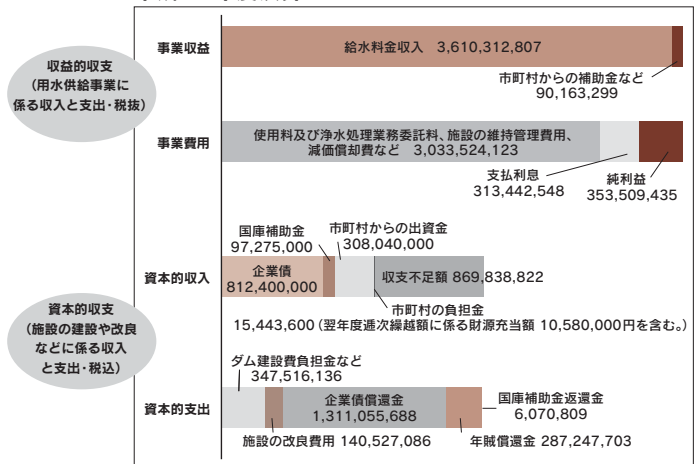 収益的収支
(用水供給事業に
係る収入と支出・税抜)
事業収益
給水料金収入 3,610,312,807
市町村からの補助金など
90,163,299
事業費用
使用料及び浄水処理業務委託料、施設の維持管理費用、
減価償却費など 3,033,524,123
支払利息
313,442,548
純利益
353,509,435
資本的収支
(施設の建設や改良
などに係る収入
と支出・税込)
資本的収入
国庫補助金
97,275,000
市町村からの出資金
308,040,000
企業債
812,400,000
収支不足額 869,838,822
市町村の負担金
15,443,600(翌年度逓次繰越額に係る財源充当額 10,580,000円を含む。)
資本的支出
ダム建設費負担金など
347,516,136
企業債償還金
1,311,055,688
国庫補助金返還金
6,070,809
施設の改良費用 140,527,086
年賦償還金 287,247,703